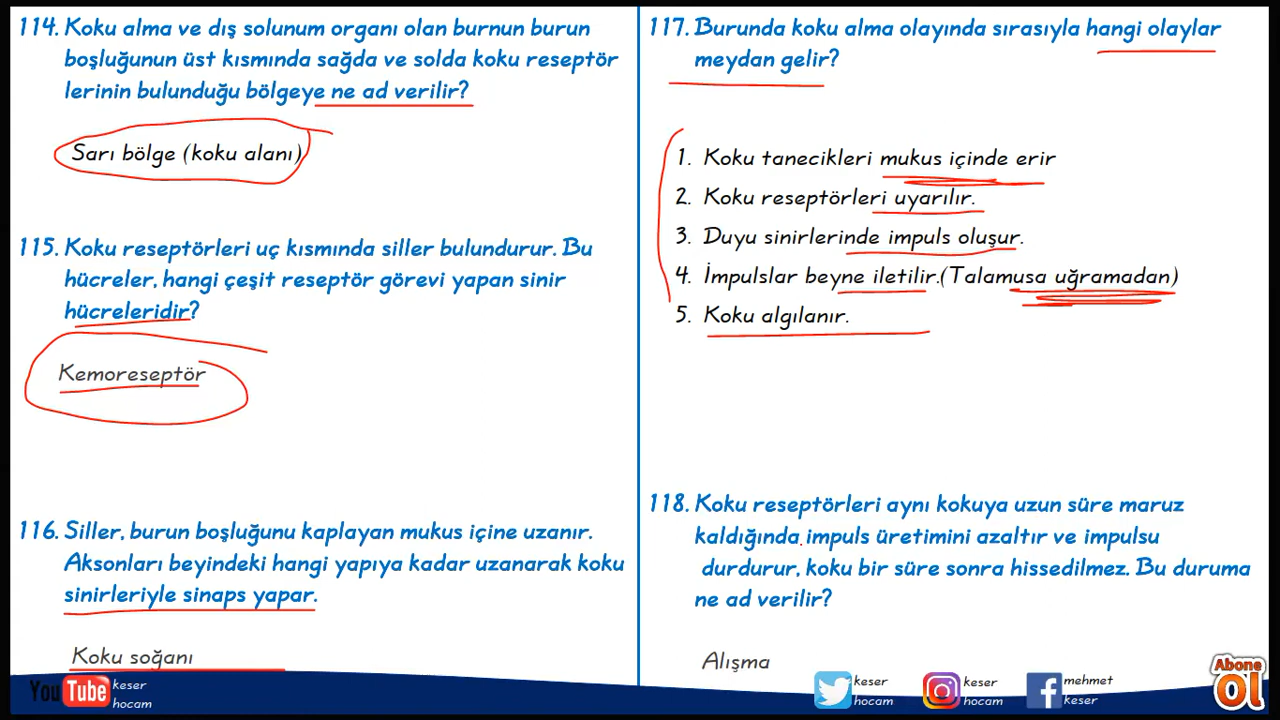 114. Koku alma ve dış solunum organı olan burnun burun
boşluğunun üst kısmında sağda ve solda koku reseptör
lerinin bulunduğu bölgeye ne ad verilir?
Sarı bölge (koku alanı)
115. Koku reseptörleri uç kısmında siller bulundurur. Bu
hücreler, hangi çeşit reseptör görevi yapan sinir
hücreleridir?
Kemoreseptör
116. Siller, burun boşluğunu kaplayan mukus içine uzanır.
Aksonları beyindeki hangi yapıya kadar uzanarak koku
sinirleriyle sinaps yapar.
Koku soğanı
117. Burunda koku alma olayında sırasıyla hangi olaylar
meydan gelir?
1. Koku tanecikleri mukus içinde erir
2. Koku reseptörleri uyarılır.
3. Duyu sinirlerinde impuls oluşur.
4. İmpulslar beyne iletilir.(Talamusa uğramadan)
5. Koku algılanır.
118. Koku reseptörleri aynı kokuya uzun süre maruz
kaldığında impuls üretimini azaltır ve impulsu
durdurur, koku bir süre sonra hissedilmez. Bu duruma
ne ad verilir?
Alışma
YouTube keser
hocam
keser
hocam
keser
hocam
mehmet
keser
Abone
OL